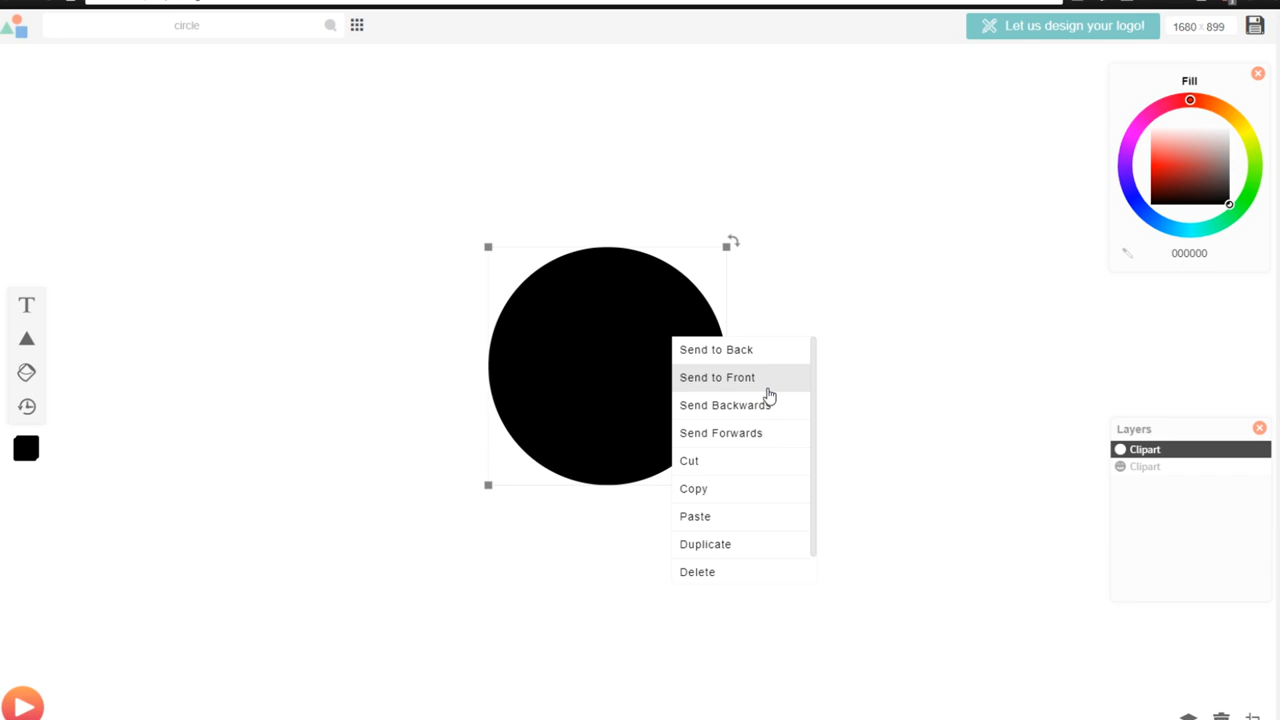 circle
Let us design your logo!
1680 x 899
Fill
000000
T
Send to Back
Send to Front
Send Backwards
Send Forwards
Cut
Copy
Paste
Duplicate
Delete
Layers
Clipart
Clipart